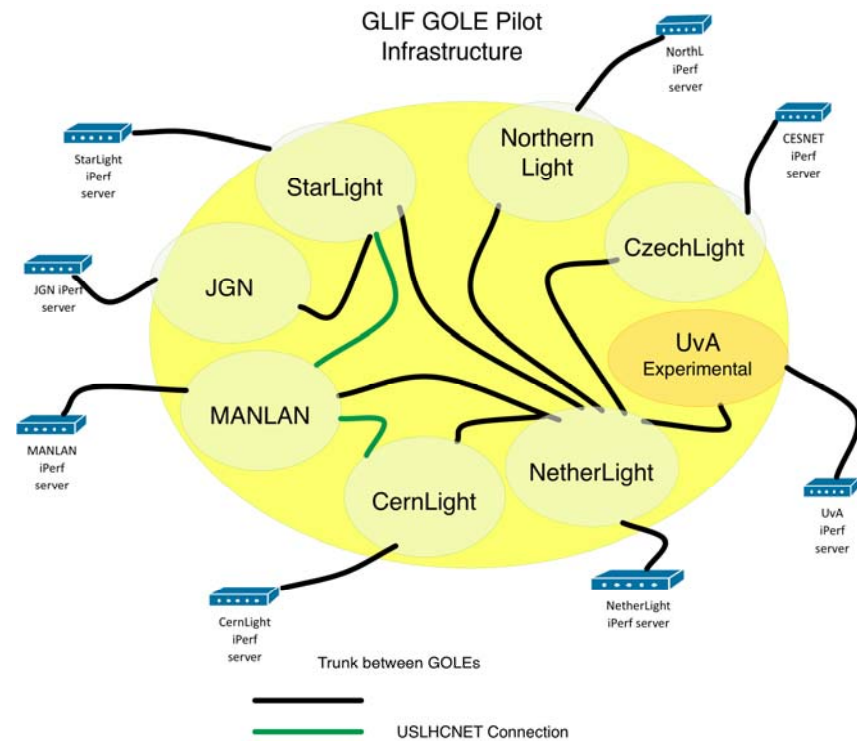 GLIF GOLE Pilot
Infrastructure
NorthL
iPerf
server
StarLight
iPerf
server
CESNET
iPerf
server
Northern
Light
StarLight
CzechLight
JGN
JGN iPerf
server
UvA
Experimental
MANLAN
MANLAN
iPerf
server
NetherLight
CernLight
UvA
iPerf
server
CernLight
iPerf
server
NetherLight
iPerf server
Trunk between GOLEs
USLHCNET Connection